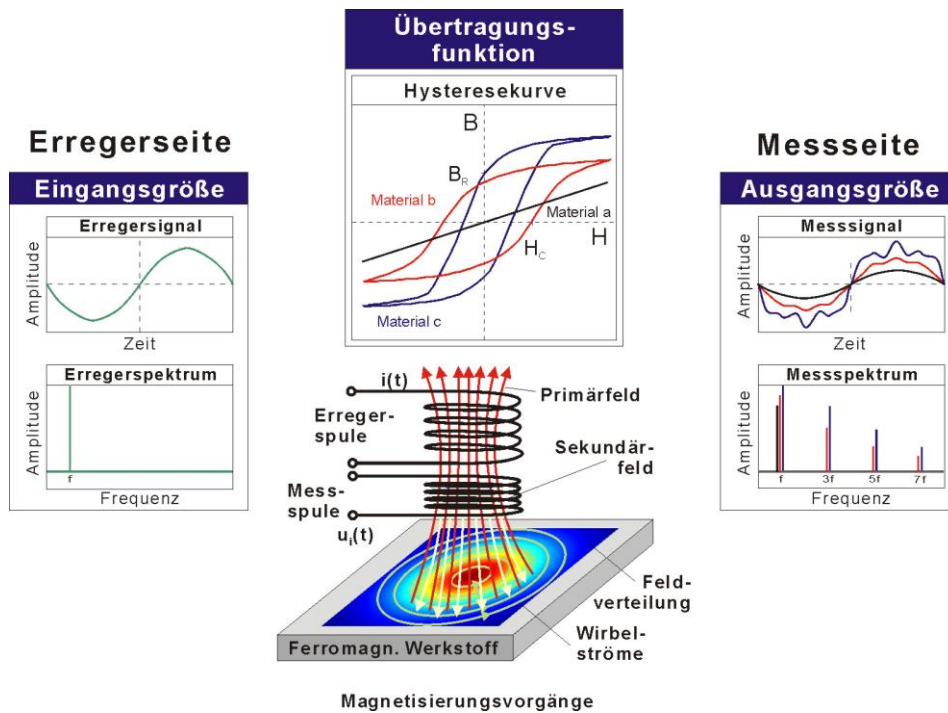 Übertragungs-
funktion
Hysteresekurve
B
B_R
Material b
Material a
H
H_C
Material c
Erregerseite
Eingangsgröße
Erregersignal
Amplitude
Zeit
Erregerspektrum
Amplitude
f
Frequenz
Messseite
Ausgangsgröße
Messsignal
Amplitude
Zeit
Messspektrum
Amplitude
f 3f 5f 7f
Frequenz
i(t)
Primärfeld
Erreger-
spule
Sekundär-
feld
Mess-
spule
u_i(t)
Feld-
verteilung
Wirbel-
ströme
Ferromagn. Werkstoff
Magnetisierungsvorgänge